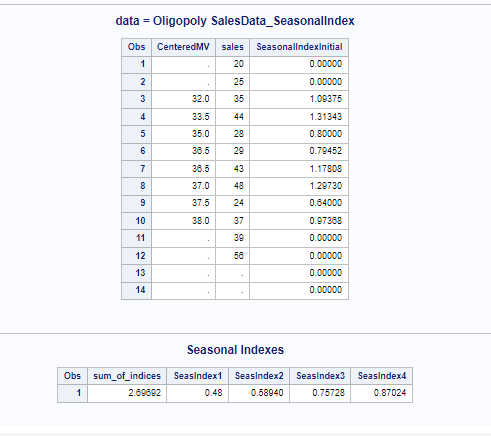 data = Oligopoly SalesData_SeasonalIndex
Obs CenteredMV sales SeasonalIndexInitial
1 . 20 0.00000
2 . 25 0.00000
3 32.0 35 1.09375
4 33.5 44 1.31343
5 35.0 28 0.80000
6 36.5 29 0.79452
7 36.5 43 1.17808
8 37.0 48 1.29730
9 37.5 24 0.64000
10 38.0 37 0.97368
11 . 39 0.00000
12 . 56 0.00000
13 . . 0.00000
14 . . 0.00000
Seasonal Indexes
Obs sum_of_indices SeasIndex1 SeasIndex2 SeasIndex3 SeasIndex4
1 2.69692 0.48 0.58940 0.75728 0.87024